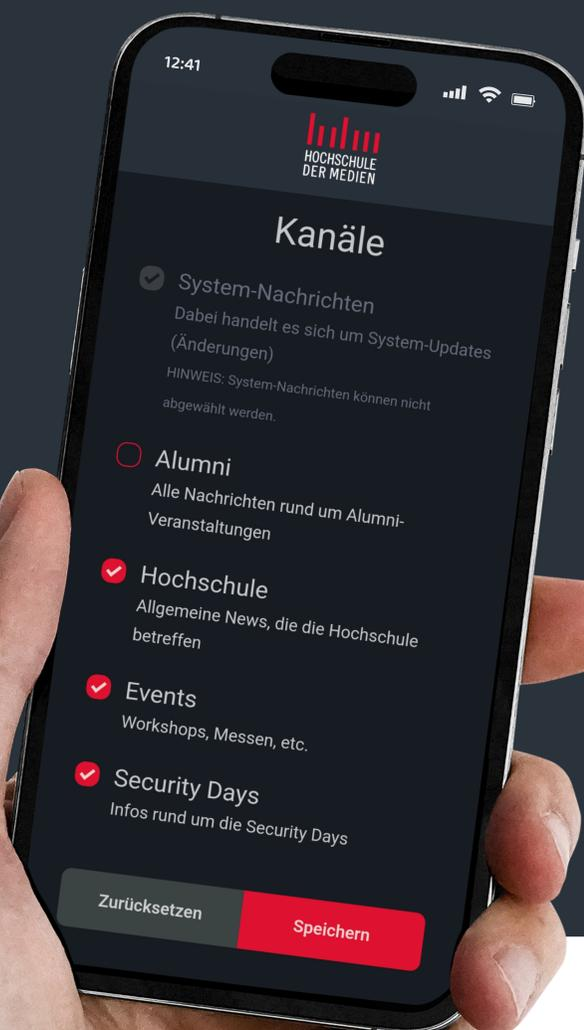 12:41
HOCHSCHULE
DER MEDIEN
Kanäle
System-Nachrichten
Dabei handelt es sich um System-Updates
(Änderungen)
HINWEIS: System-Nachrichten können nicht
abgewählt werden.
Alumni
Alle Nachrichten rund um Alumni-
Veranstaltungen
Hochschule
Allgemeine News, die die Hochschule
betreffen
Events
Workshops, Messen, etc.
Security Days
Infos rund um die Security Days
Zurücksetzen
Speichern